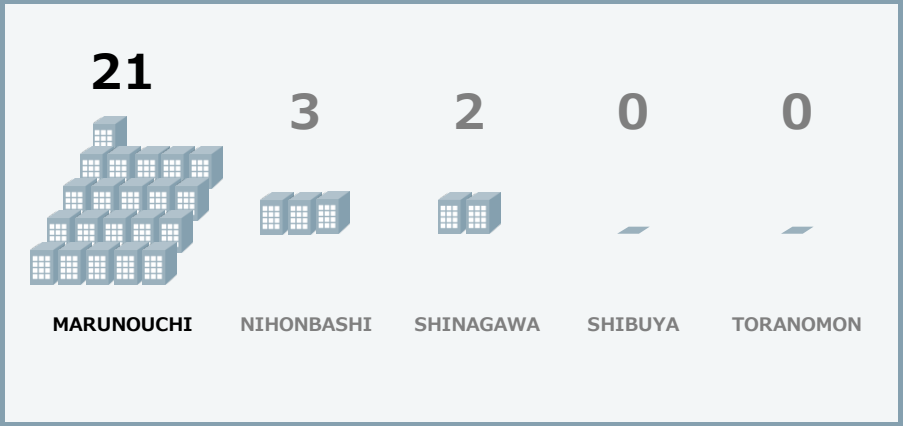 21
3
2
0
0
MARUNOUCHI
NIHONBASHI
SHINAGAWA
SHIBUYA
TORANOMON